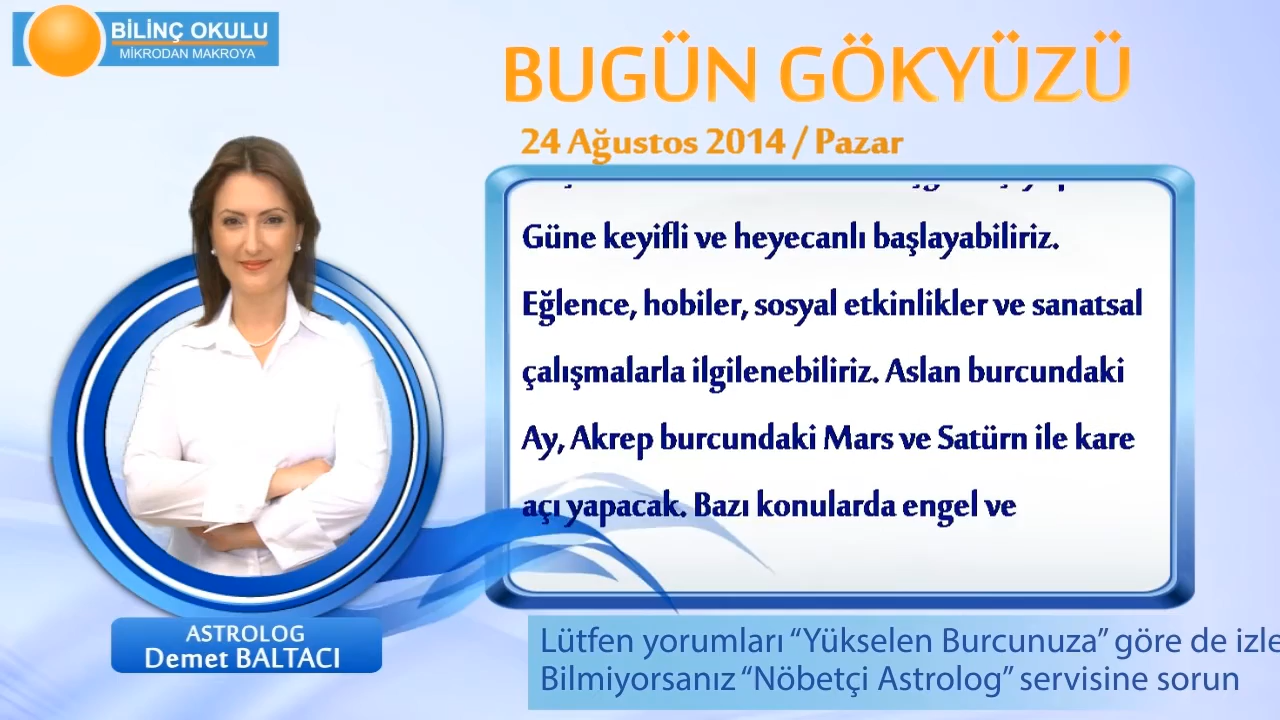 BİLİNÇ OKULU
MİKRODAN MAKROYA
BUGÜN GÖKYÜZÜ
24 Ağustos 2014 / Pazar
Güne keyifli ve heyecanlı başlayabiliriz.
Eğlence, hobiler, sosyal etkinlikler ve sanatsal
çalışmalarla ilgilenebiliriz. Aslan burcundaki
Ay, Akrep burcundaki Mars ve Satürn ile kare
açı yapacak. Bazı konularda engel ve
ASTROLOG
Demet BALTACI
Lütfen yorumları “Yükselen Burcunuza” göre de izle
Bilmiyorsanız “Nöbetçi Astrolog” servisine sorun